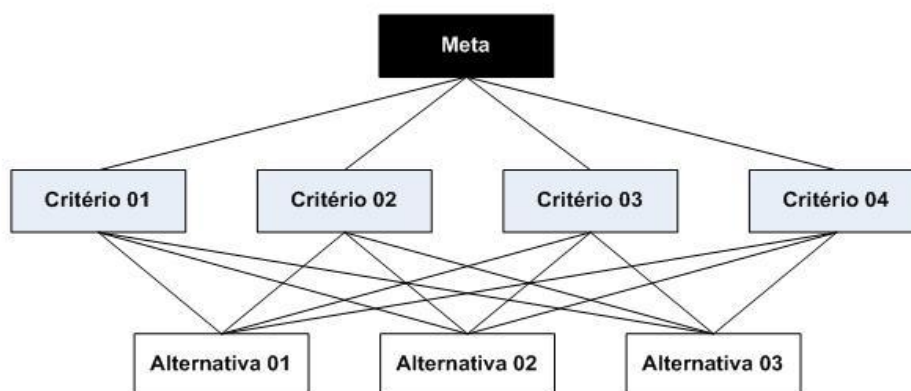 Meta
Critério 01
Critério 02
Critério 03
Critério 04
Alternativa 01
Alternativa 02
Alternativa 03